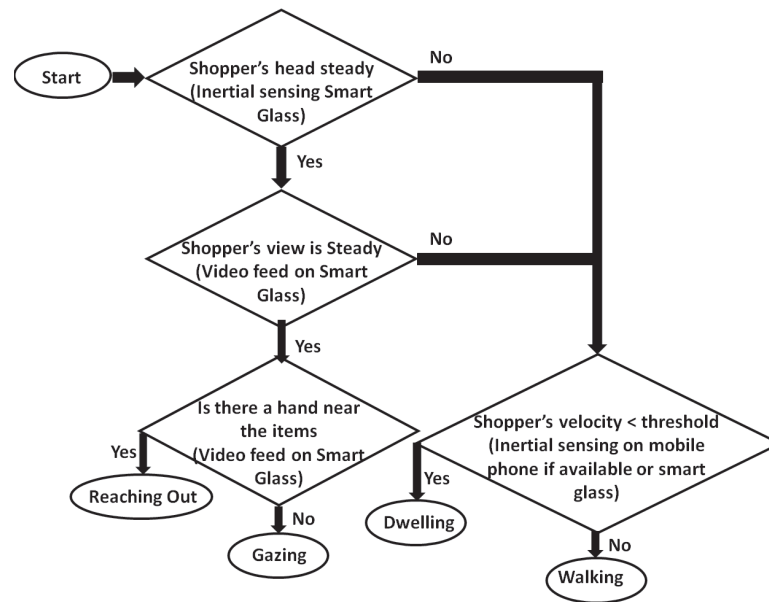 Start
Shopper's head steady
(Inertial sensing Smart
Glass)
No
Yes
Shopper's view is Steady
(Video feed on Smart
Glass)
No
Yes
Is there a hand near
the items
(Video feed on Smart
Glass)
Yes
Reaching Out
No
Gazing
Shopper's velocity < threshold
(Inertial sensing on mobile
phone if available or smart
glass)
Yes
Dwelling
No
Walking